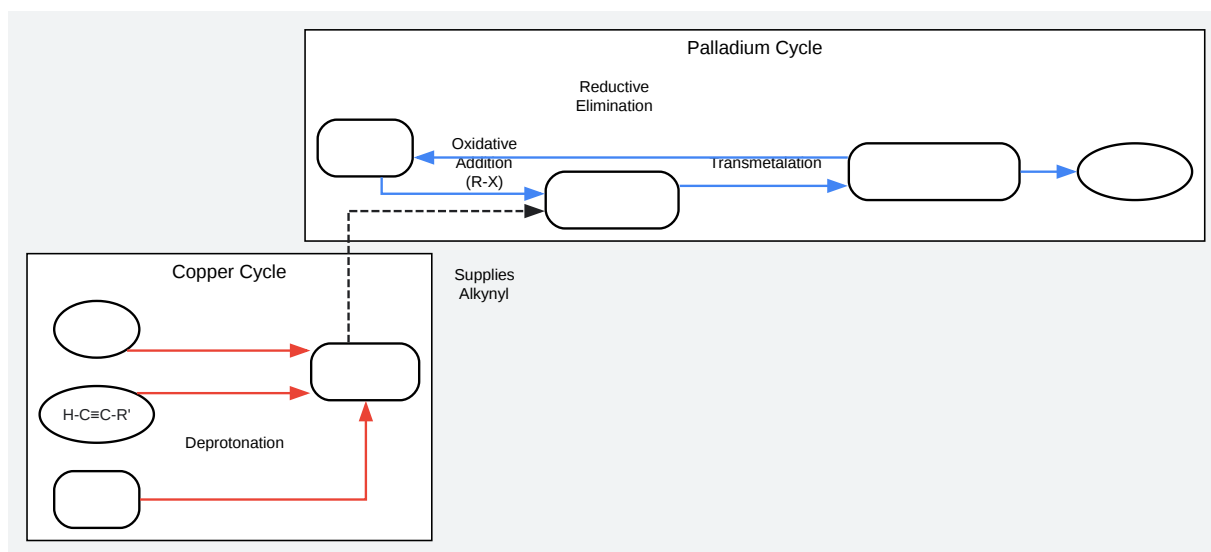 Palladium Cycle
Reductive
Elimination
Oxidative
Addition
(R-X)
Transmetalation
Copper Cycle
Supplies
Alkynyl
H-C≡C-R'
Deprotonation